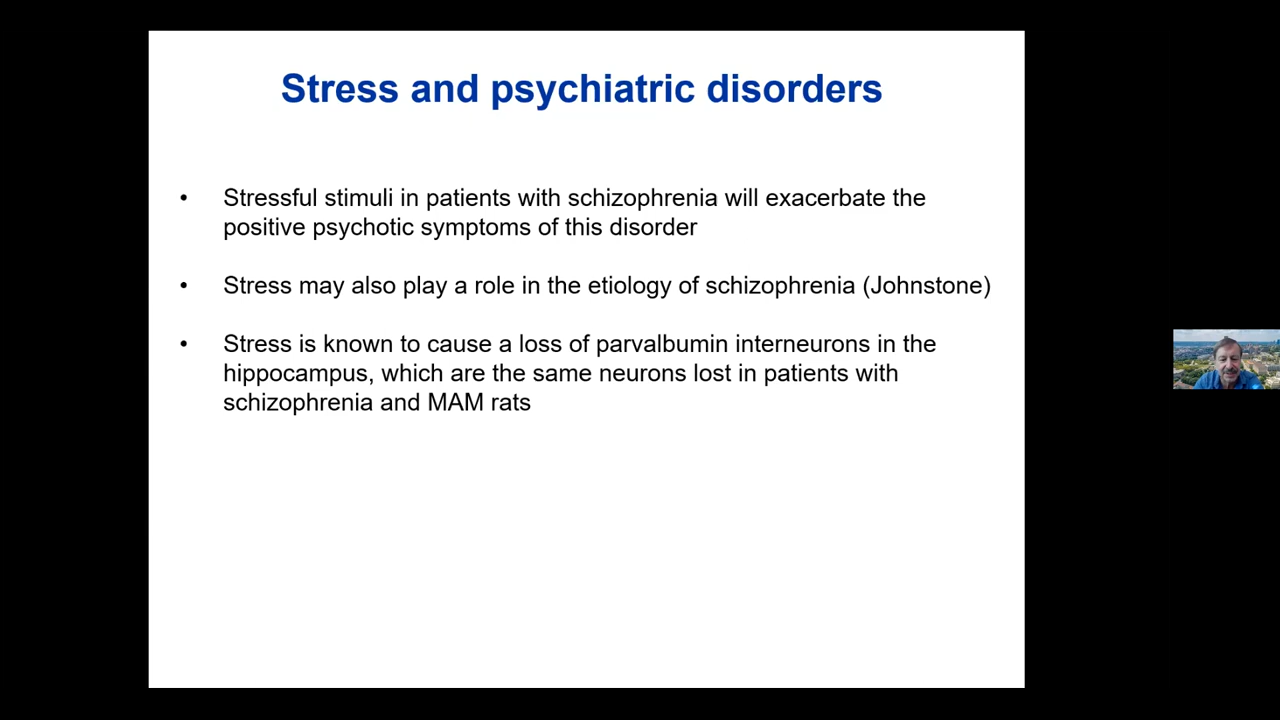 Stress and psychiatric disorders
• Stressful stimuli in patients with schizophrenia will exacerbate the
positive psychotic symptoms of this disorder
• Stress may also play a role in the etiology of schizophrenia (Johnstone)
• Stress is known to cause a loss of parvalbumin interneurons in the
hippocampus, which are the same neurons lost in patients with
schizophrenia and MAM rats